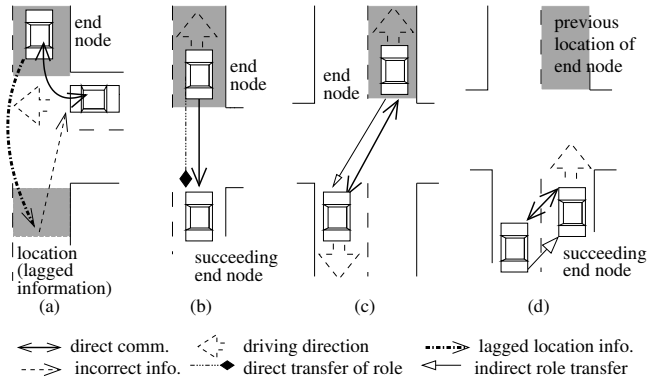 end
node
location
(lagged
information)
(a)
end
node
succeeding
end node
(b)
end
node
(c)
previous
location of
end node
succeeding
end node
(d)
direct comm.
driving direction
lagged location info.
incorrect info.
direct transfer of role
indirect role transfer